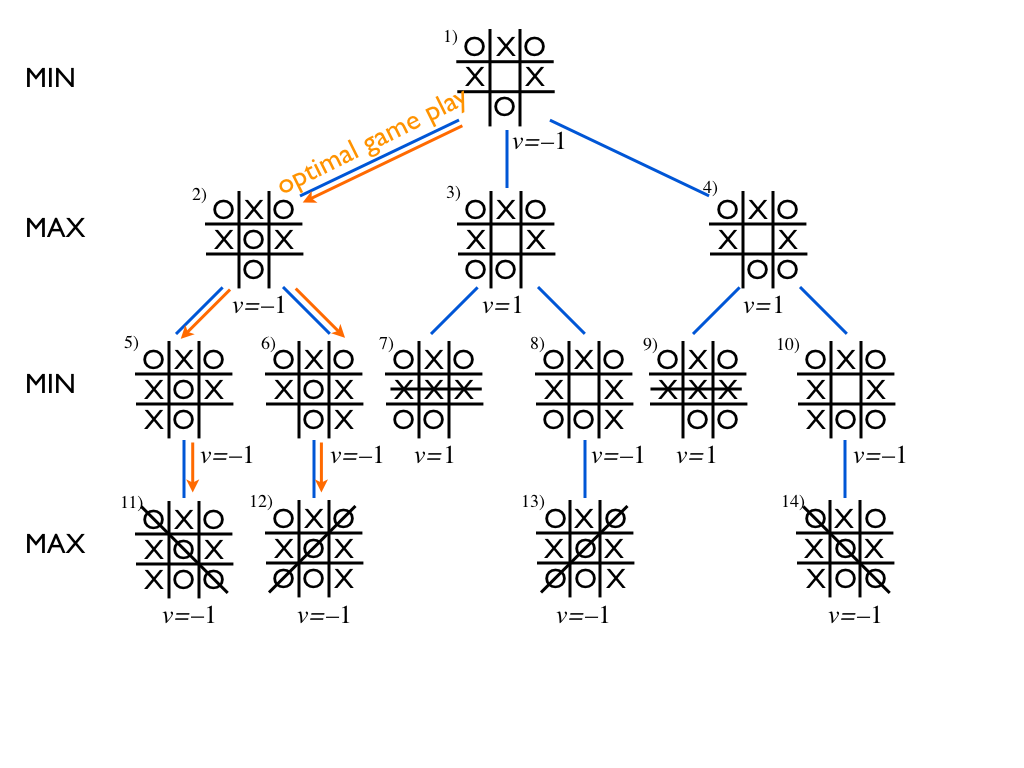 1)
O X O
MIN X X
O
optimal game play
v=–1
2) 3) 4)
O X O O X O O X O
MAX X O X X X X X
O O O O O
v=–1 v=1 v=1
5) 6) 7) 8) 9) 10)
O X O O X O O X O O X O O X O O X O
MIN X O X X O X X X X X X X X X X X
X O O X O O O O X O O X O O
v=–1 v=–1 v=1 v=–1 v=1 v=–1
11) 12) 13) 14)
O X O O X O O X O O X O
MAX X O X X O X X O X X O X
X O O O O X O O X X O O
v=–1 v=–1 v=–1 v=–1